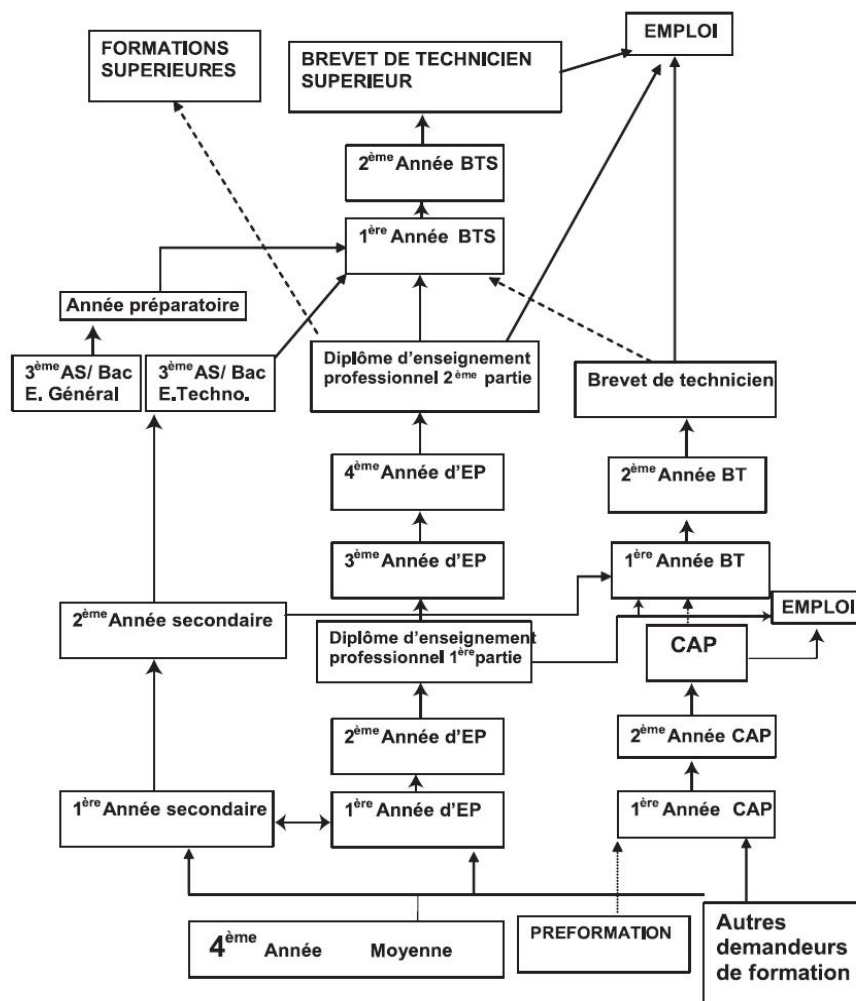 FORMATIONS
SUPERIEURES
BREVET DE TECHNICIEN
SUPERIEUR
EMPLOI
2ème Année BTS
1ère Année BTS
Année préparatoire
3ème AS/ Bac
E. Général
3ème AS/ Bac
E.Techno.
Diplôme d'enseignement
professionnel 2ème partie
Brevet de technicien
4ème Année d'EP
2ème Année BT
3ème Année d'EP
1ère Année BT
2ème Année secondaire
EMPLOI
Diplôme d'enseignement
professionnel 1ère partie
CAP
2ème Année d'EP
2ème Année CAP
1ère Année secondaire
1ère Année d'EP
1ère Année CAP
4ème Année Moyenne
PREFORMATION
Autres
demandeurs
de formation